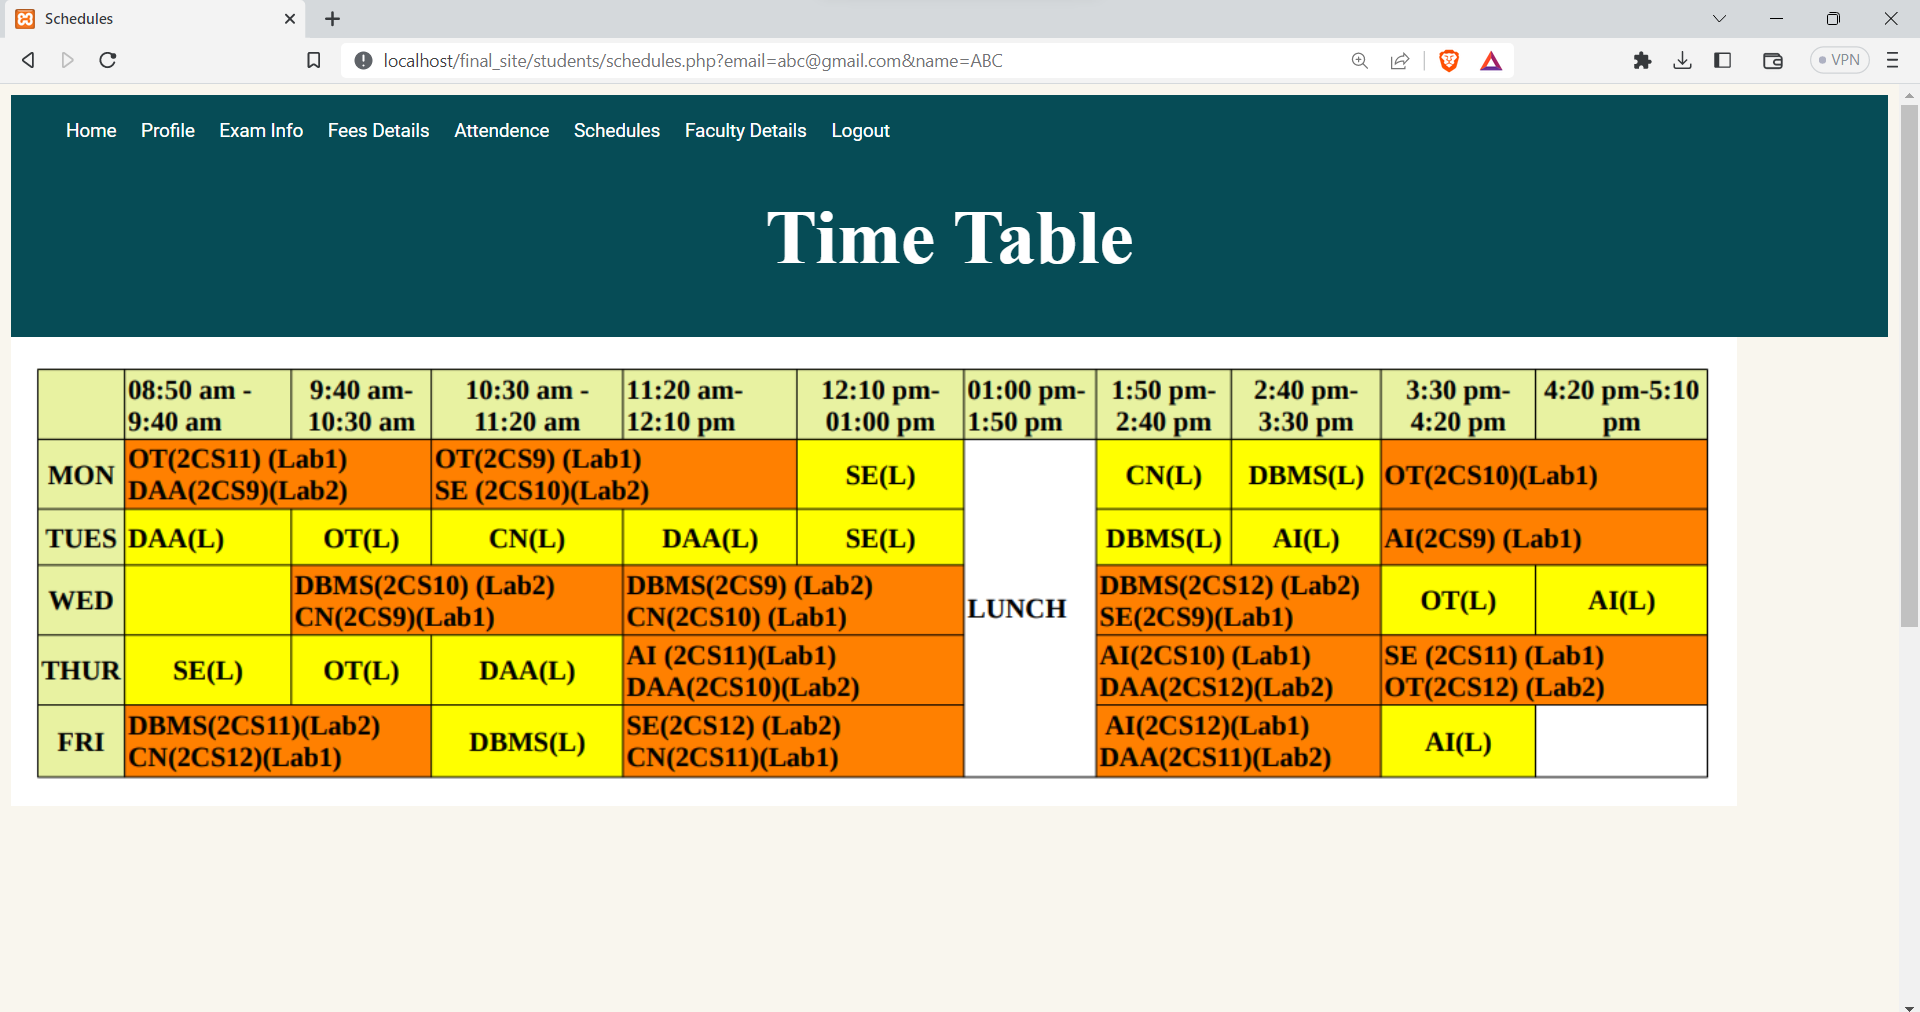 Schedules
localhost/final_site/students/schedules.php?email=abc@gmail.com&name=ABC
VPN
Home Profile Exam Info Fees Details Attendence Schedules Faculty Details Logout
Time Table
08:50 am - 9:40 am- 10:30 am - 11:20 am- 12:10 pm- 01:00 pm- 1:50 pm- 2:40 pm- 3:30 pm- 4:20 pm-5:10
9:40 am 10:30 am 11:20 am 12:10 pm 01:00 pm 1:50 pm 2:40 pm 3:30 pm 4:20 pm pm
MON
OT(2CS11) (Lab1)
DAA(2CS9)(Lab2)
OT(2CS9) (Lab1)
SE (2CS10)(Lab2)
SE(L)
CN(L)
DBMS(L)
OT(2CS10)(Lab1)
TUES DAA(L) OT(L) CN(L) DAA(L) SE(L) DBMS(L) AI(L) AI(2CS9) (Lab1)
WED
DBMS(2CS10) (Lab2)
CN(2CS9)(Lab1)
DBMS(2CS9) (Lab2)
CN(2CS10) (Lab1)
LUNCH
DBMS(2CS12) (Lab2)
SE(2CS9)(Lab1)
OT(L)
AI(L)
THUR
SE(L)
OT(L)
DAA(L)
AI (2CS11)(Lab1)
DAA(2CS10)(Lab2)
AI(2CS10) (Lab1)
DAA(2CS12)(Lab2)
SE (2CS11) (Lab1)
OT(2CS12) (Lab2)
FRI
DBMS(2CS11)(Lab2)
CN(2CS12)(Lab1)
DBMS(L)
SE(2CS12) (Lab2)
CN(2CS11)(Lab1)
AI(2CS12)(Lab1)
DAA(2CS11)(Lab2)
AI(L)